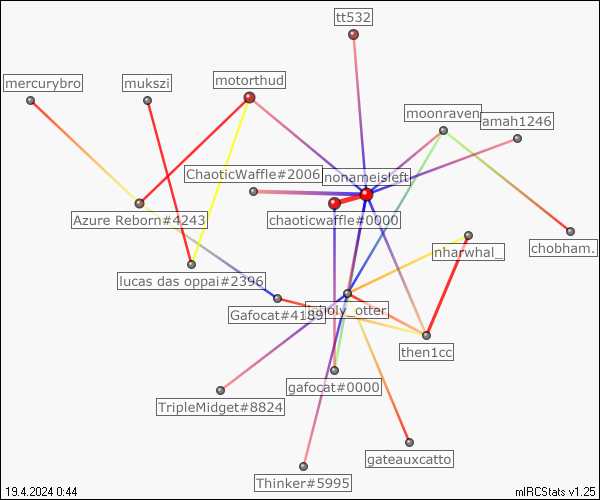 tt532
mercurybro
mukszi
motorthud
moonraven
amah1246
ChaoticWaffle#2006
nonameisleft
Azure Reborn#4243
chaoticwaffle#0000
nharwhal_
chobham.
lucas das oppai#2396
Gafocat#4189
then1cc
gafocat#0000
TripleMidget#8824
gateauxcatto
Thinker#5995
19.4.2024 0:44
mIRCStats v1.25